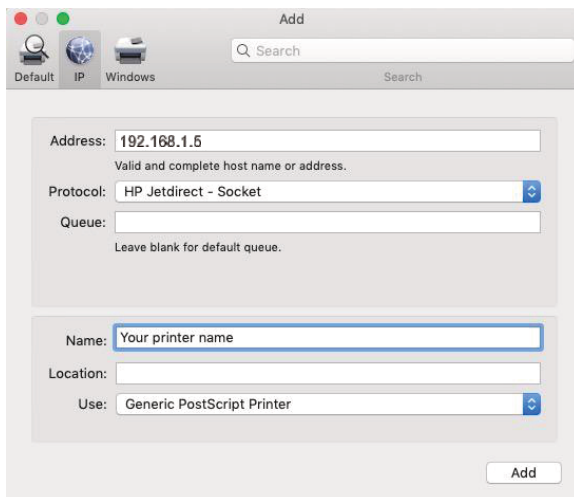 Add
Search
Default IP Windows
Search
Address: 192.168.1.5
Valid and complete host name or address.
Protocol: HP Jetdirect - Socket
Queue:
Leave blank for default queue.
Name: Your printer name
Location:
Use: Generic PostScript Printer
Add